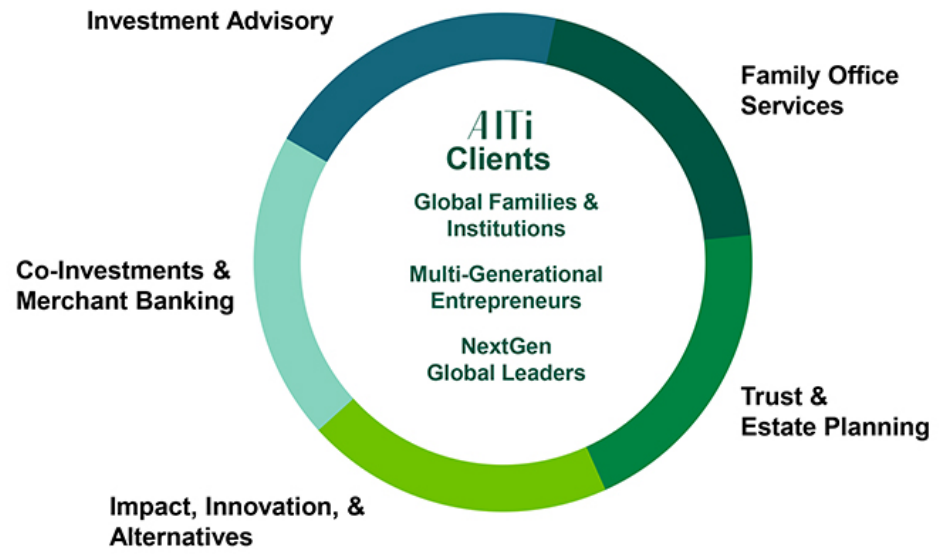 Investment Advisory
Family Office
Services
AlTi
Clients
Global Families &
Institutions
Multi-Generational
Entrepreneurs
NextGen
Global Leaders
Co-Investments &
Merchant Banking
Trust &
Estate Planning
Impact, Innovation, &
Alternatives